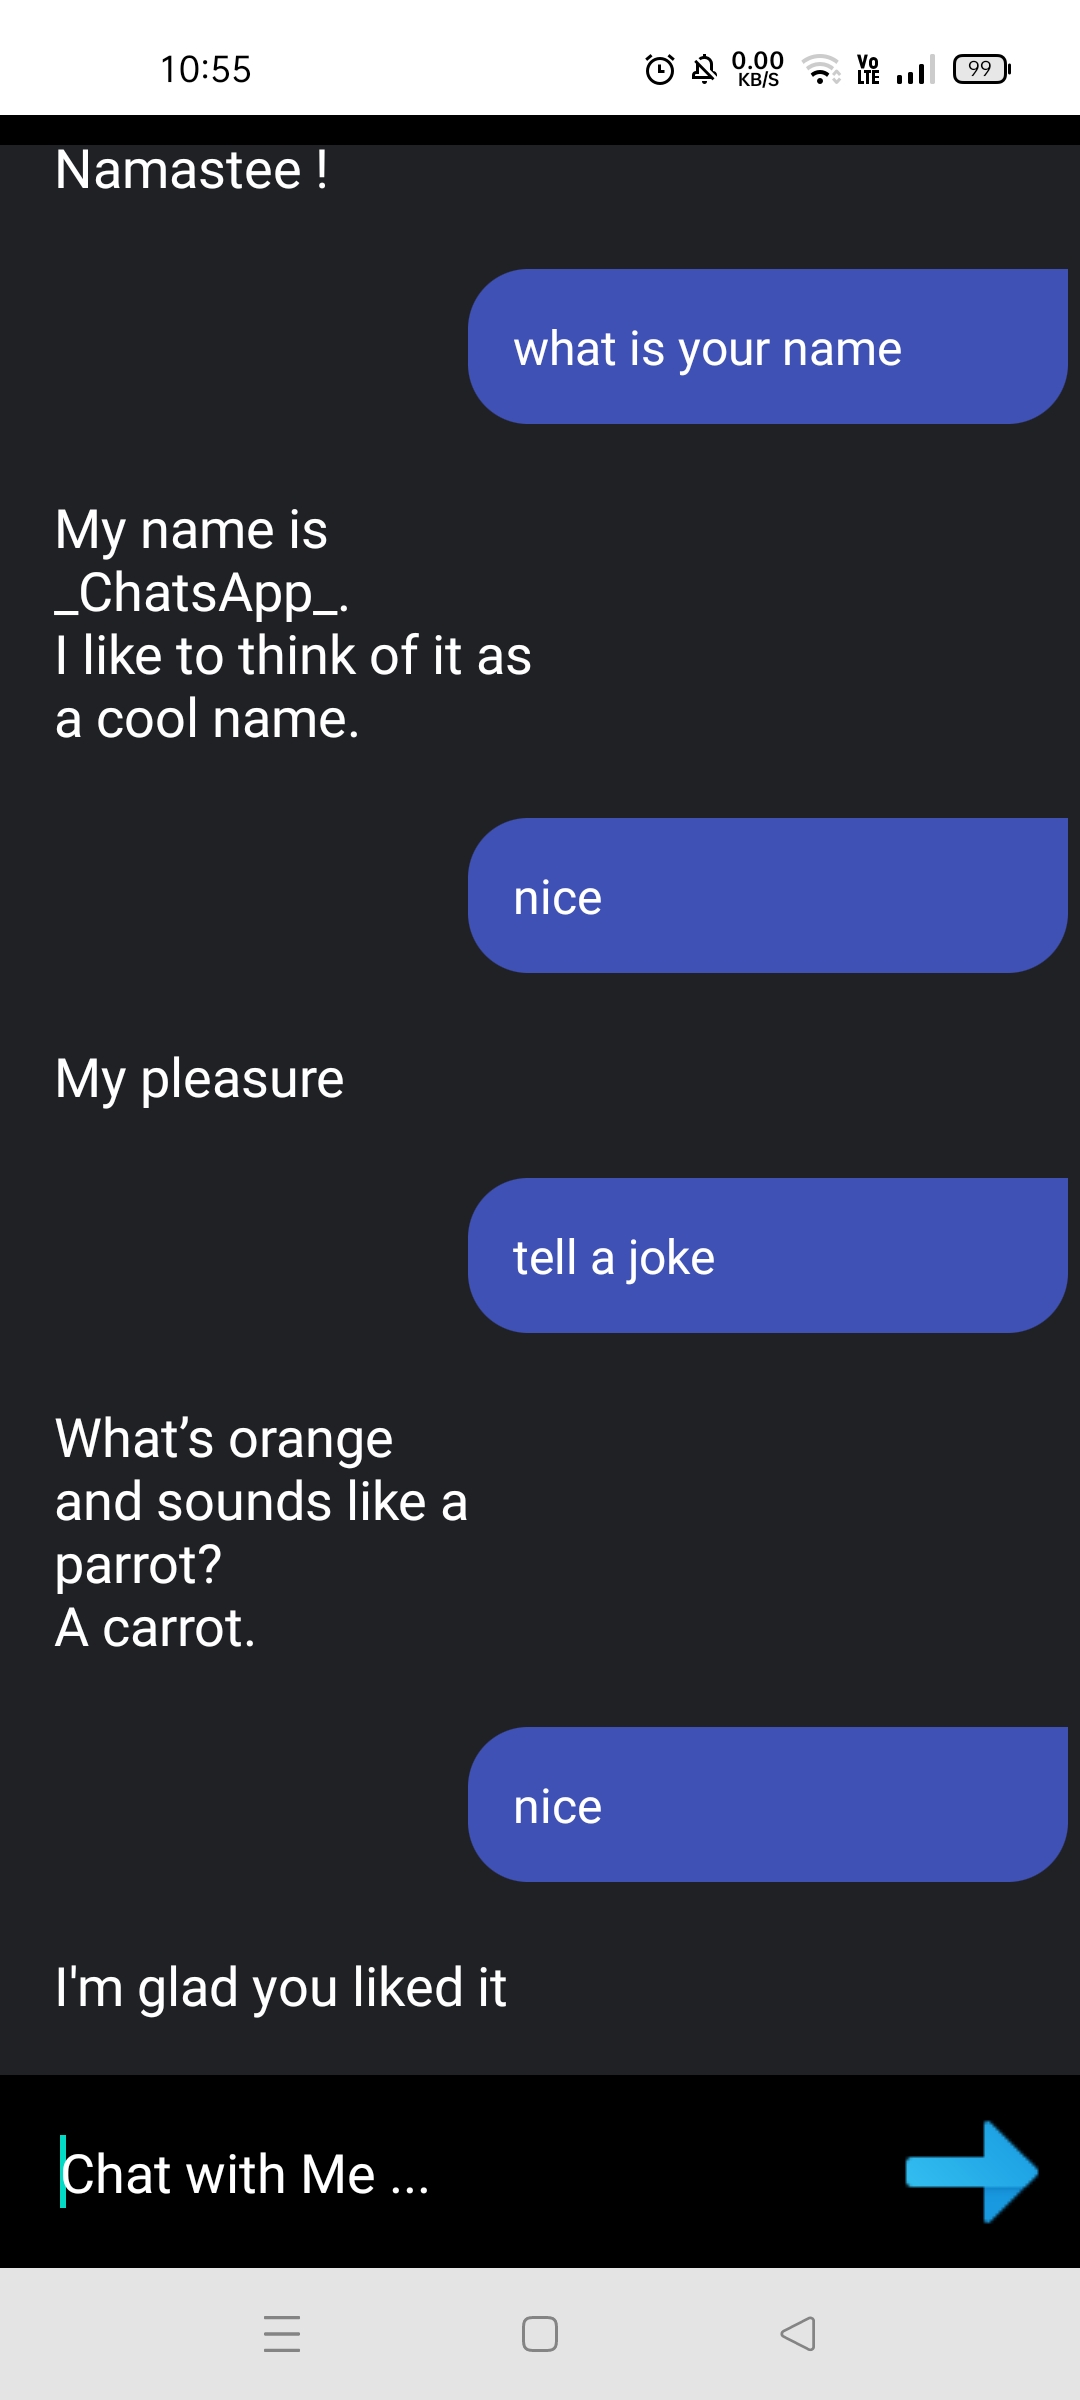 10:55
0.00
KB/S
Vo
LTE
99
Namastee !
what is your name
My name is
_ChatsApp_.
I like to think of it as
a cool name.
nice
My pleasure
tell a joke
What’s orange
and sounds like a
parrot?
A carrot.
nice
I'm glad you liked it
Chat with Me ...